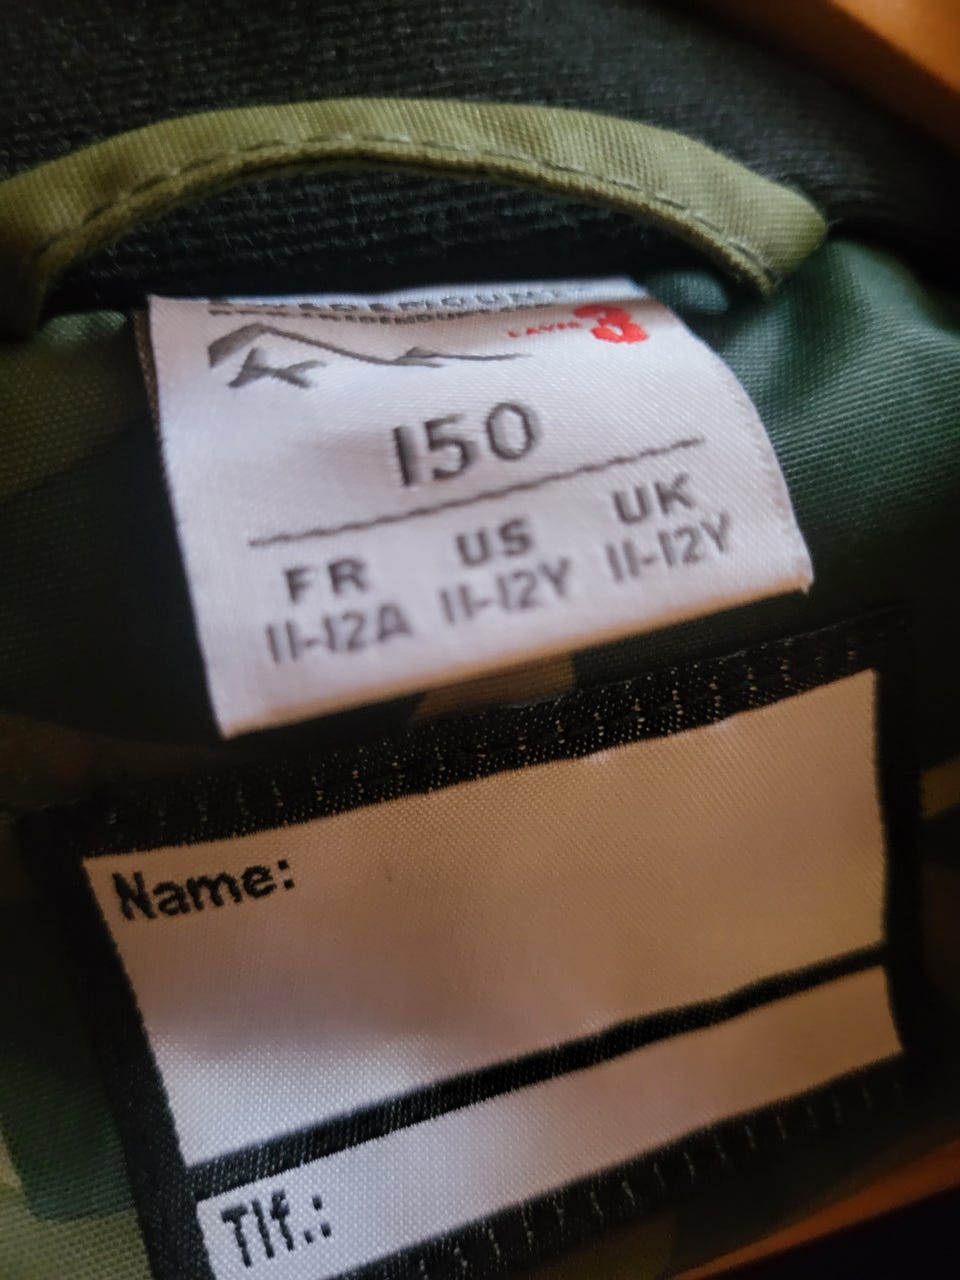 LAYER 3
150
FR US UK
11-12A 11-12Y 11-12Y
Name:
Tlf.: